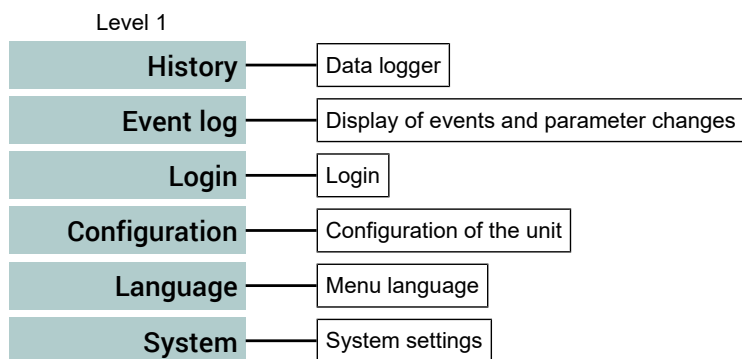 Level 1
History
Data logger
Event log
Display of events and parameter changes
Login
Login
Configuration
Configuration of the unit
Language
Menu language
System
System settings